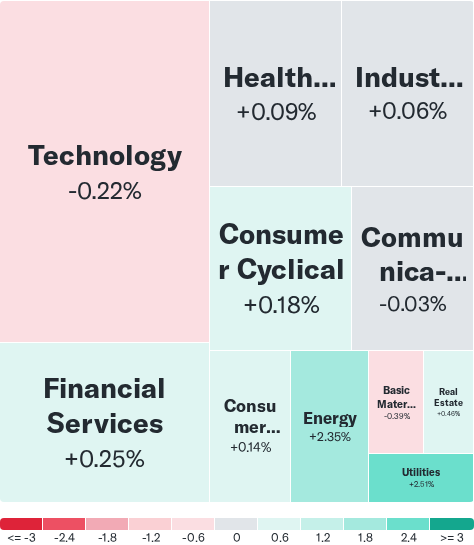 Technology
-0.22%
Health...
+0.09%
Indust...
+0.06%
Consume
r Cyclical
+0.18%
Commu
nica-...
-0.03%
Financial
Services
+0.25%
Consu
mer...
+0.14%
Energy
+2.35%
Basic
Mater...
-0.39%
Real
Estate
+0.46%
Utilities
+2.51%
<= -3 -2.4 -1.8 -1.2 -0.6 0 0.6 1.2 1.8 2.4 >= 3